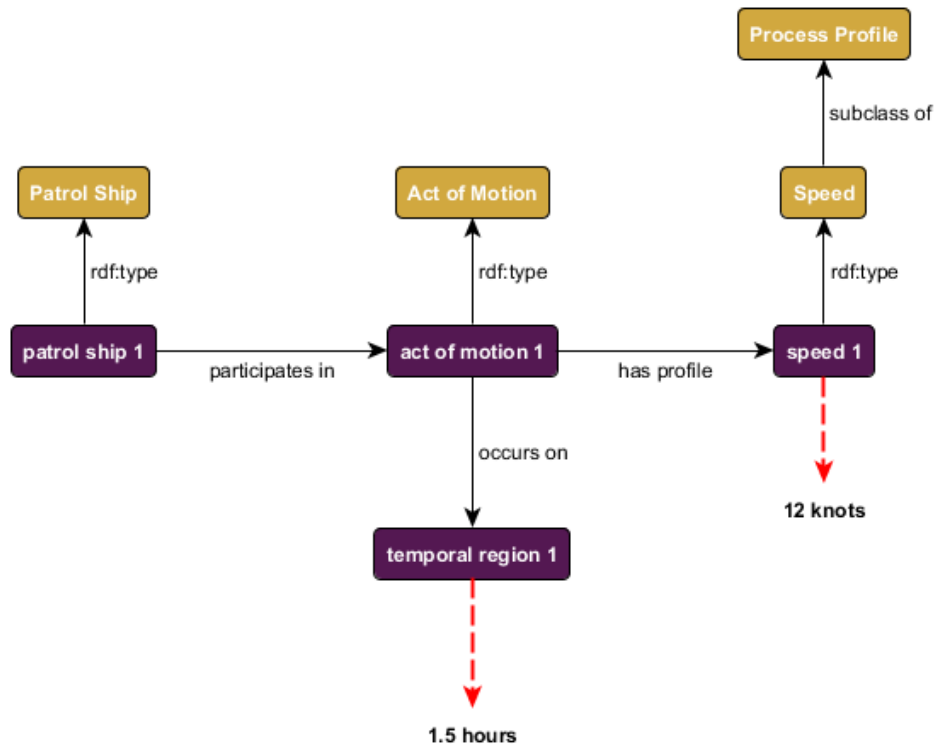 Process Profile
subclass of
Patrol Ship
Act of Motion
Speed
rdf:type
rdf:type
rdf:type
patrol ship 1
participates in
act of motion 1
has profile
speed 1
occurs on
12 knots
temporal region 1
1.5 hours